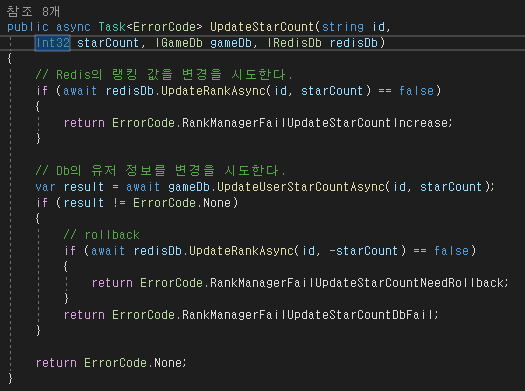 참조 8개
public async Task<ErrorCode> UpdateStarCount(string id,
Int32 starCount, IGameDb gameDb, IRedisDb redisDb)
{
// Redis의 랭킹 값을 변경을 시도한다.
if (await redisDb.UpdateRankAsync(id, starCount) == false)
{
return ErrorCode.RankManagerFailUpdateStarCountIncrease;
}
// Db의 유저 정보를 변경을 시도한다.
var result = await gameDb.UpdateUserStarCountAsync(id, starCount);
if (result != ErrorCode.None)
{
// rollback
if (await redisDb.UpdateRankAsync(id, -starCount) == false)
{
return ErrorCode.RankManagerFailUpdateStarCountNeedRollback;
}
return ErrorCode.RankManagerFailUpdateStarCountDbFail;
}
return ErrorCode.None;
}